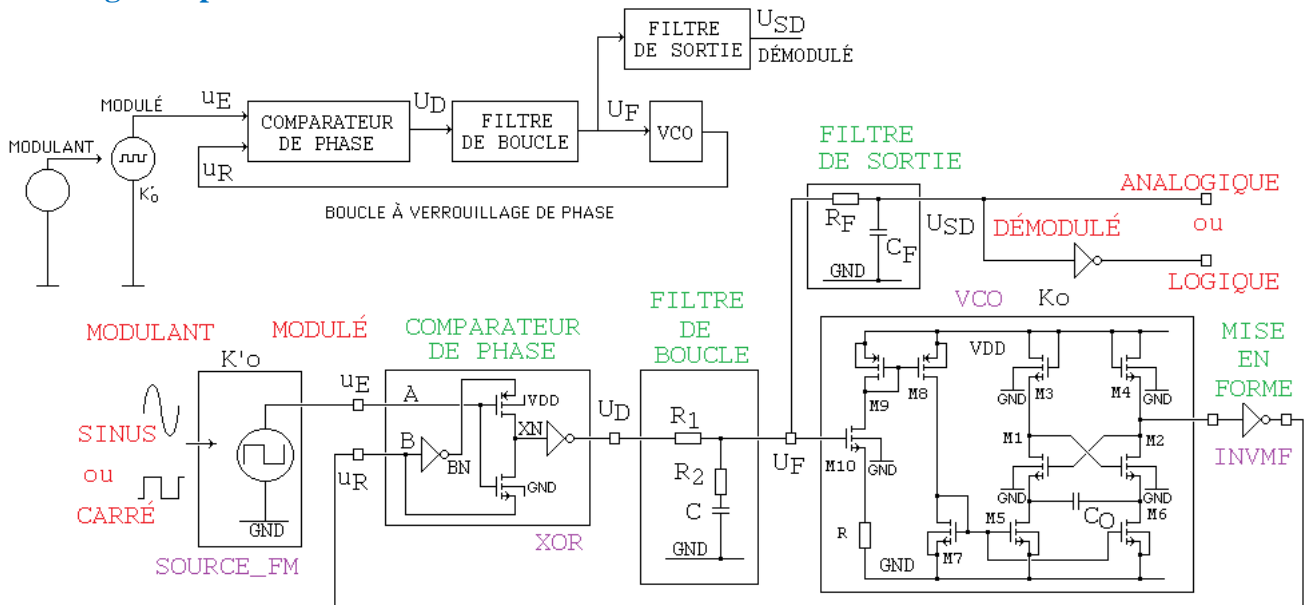 FILTRE
DE SORTIE
USD
DÉMODULÉ
MODULÉ
uE
UD
UF
COMPARATEUR
DE PHASE
FILTRE
DE BOUCLE
VCO
MODULANT
uR
K'o
BOUCLE À VERROUILLAGE DE PHASE
FILTRE
DE SORTIE
RF
CF
GND
USD
ANALOGIQUE
ou
DÉMODULÉ
LOGIQUE
MODULANT
MODULÉ
COMPARATEUR
DE PHASE
FILTRE
DE
BOUCLE
VCO
Ko
MISE
EN
FORME
K'o
uE
A
VDD
UD
R1
SINUS
ou
CARRÉ
B
BN
XN
GND
uR
GND
SOURCE_FM
XOR
R2
C
GND
UF
VDD
M9
M8
M3
M4
GND
GND
M10
GND
M1
M2
GND
GND
R
M7
M5
CO
M6
GND
INVMF